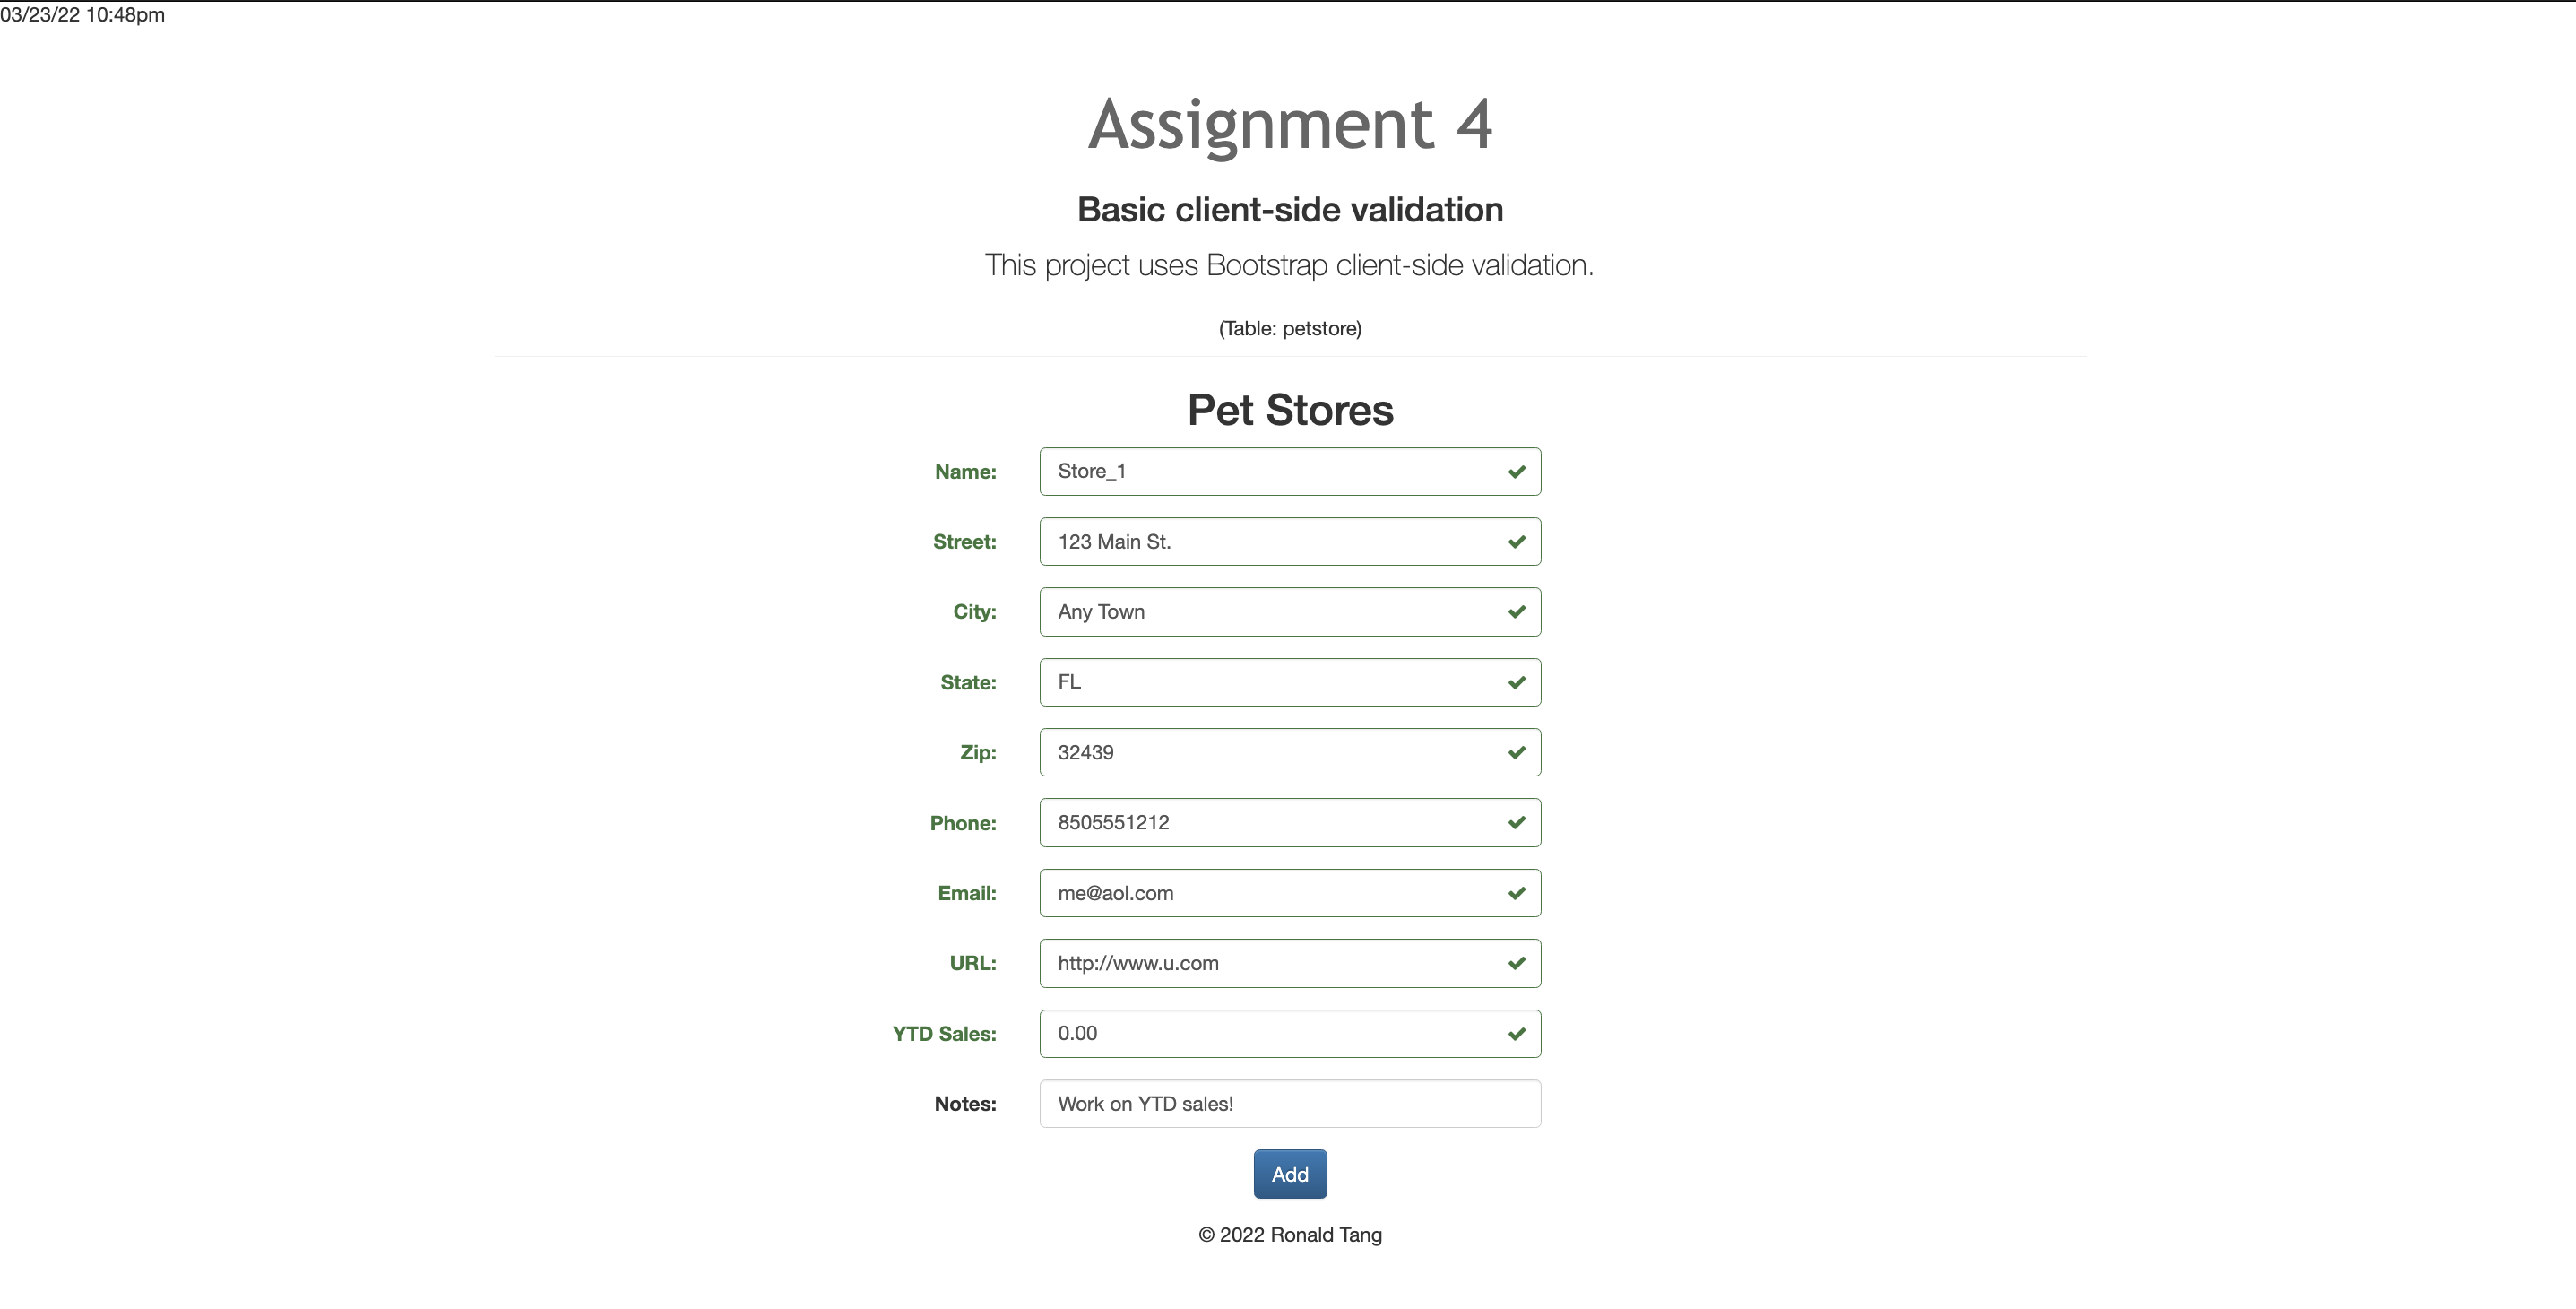 03/23/22 10:48pm
Assignment 4
Basic client-side validation
This project uses Bootstrap client-side validation.
(Table: petstore)
Pet Stores
Name: Store_1
Street: 123 Main St.
City: Any Town
State: FL
Zip: 32439
Phone: 8505551212
Email: me@aol.com
URL: http://www.u.com
YTD Sales: 0.00
Notes: Work on YTD sales!
Add
© 2022 Ronald Tang